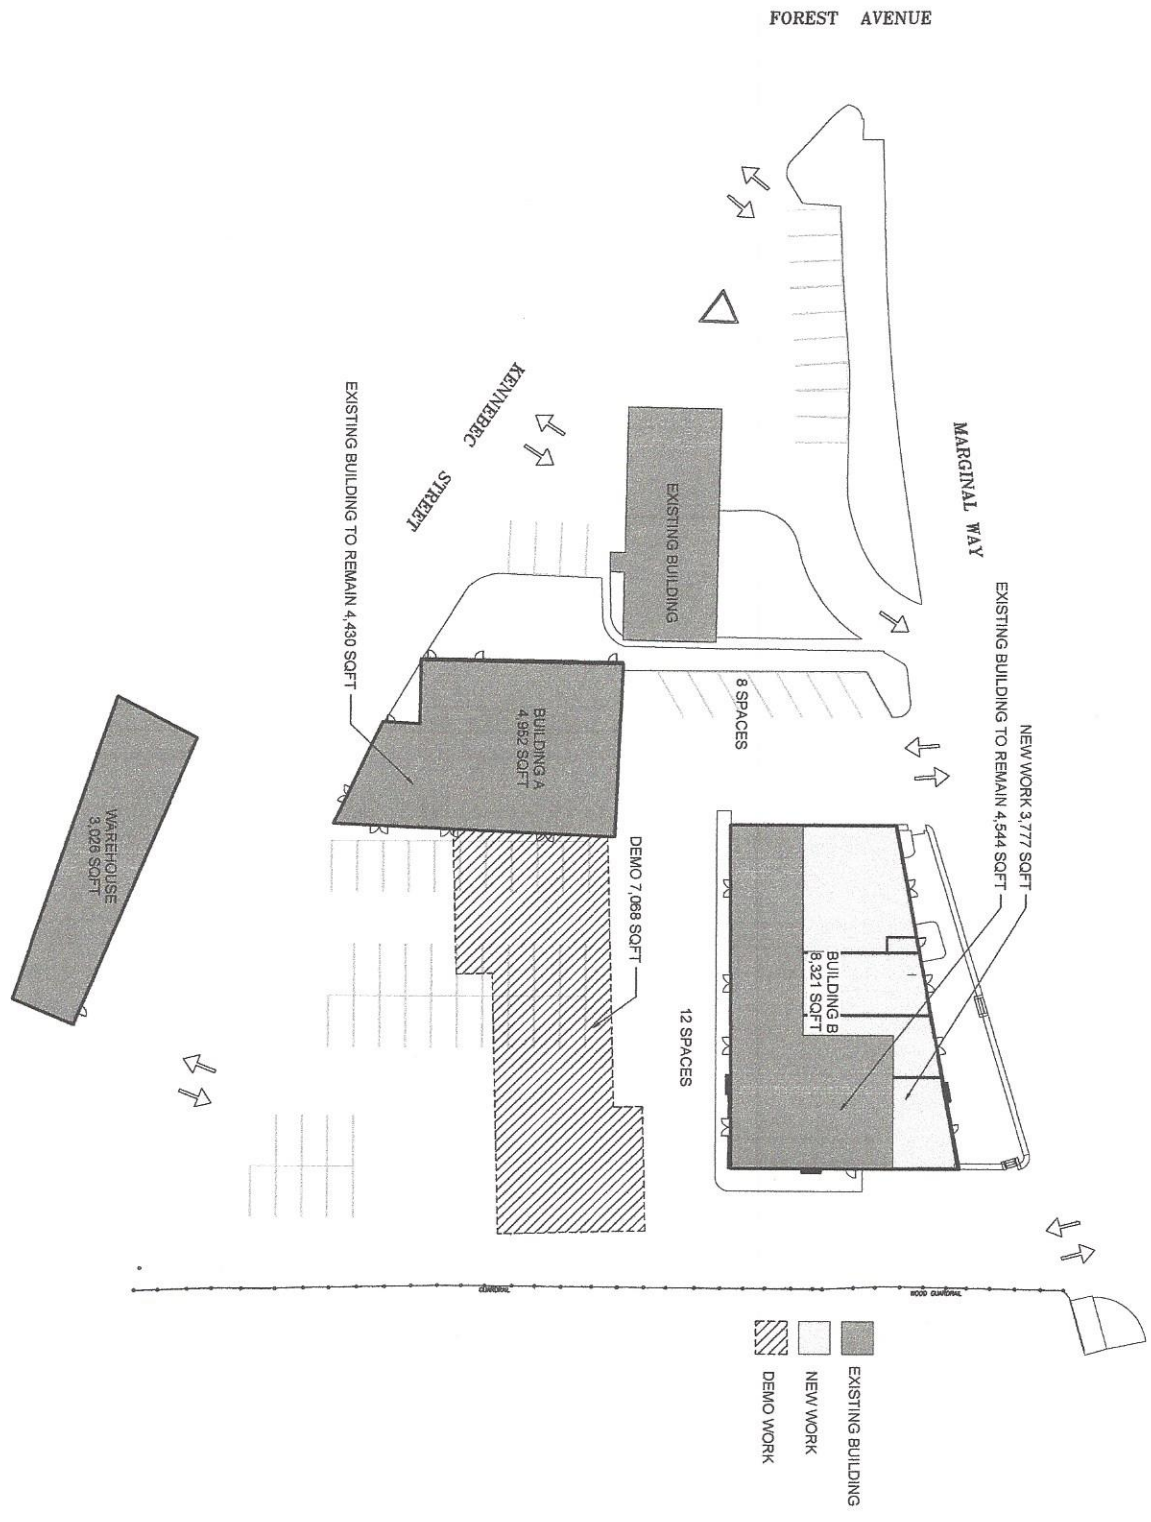 FOREST AVENUE
MARGINAL WAY
KENNEBEC STREET
EXISTING BUILDING
EXISTING BUILDING TO REMAIN 4,430 SQFT
BUILDING A
4,952 SQFT
8 SPACES
NEW WORK 3,777 SQFT
EXISTING BUILDING TO REMAIN 4,544 SQFT
BUILDING B
8,321 SQFT
DEMO 7,068 SQFT
12 SPACES
WAREHOUSE
3,026 SQFT
GUARDRAIL
WOOD GUARDRAIL
EXISTING BUILDING
NEW WORK
DEMO WORK